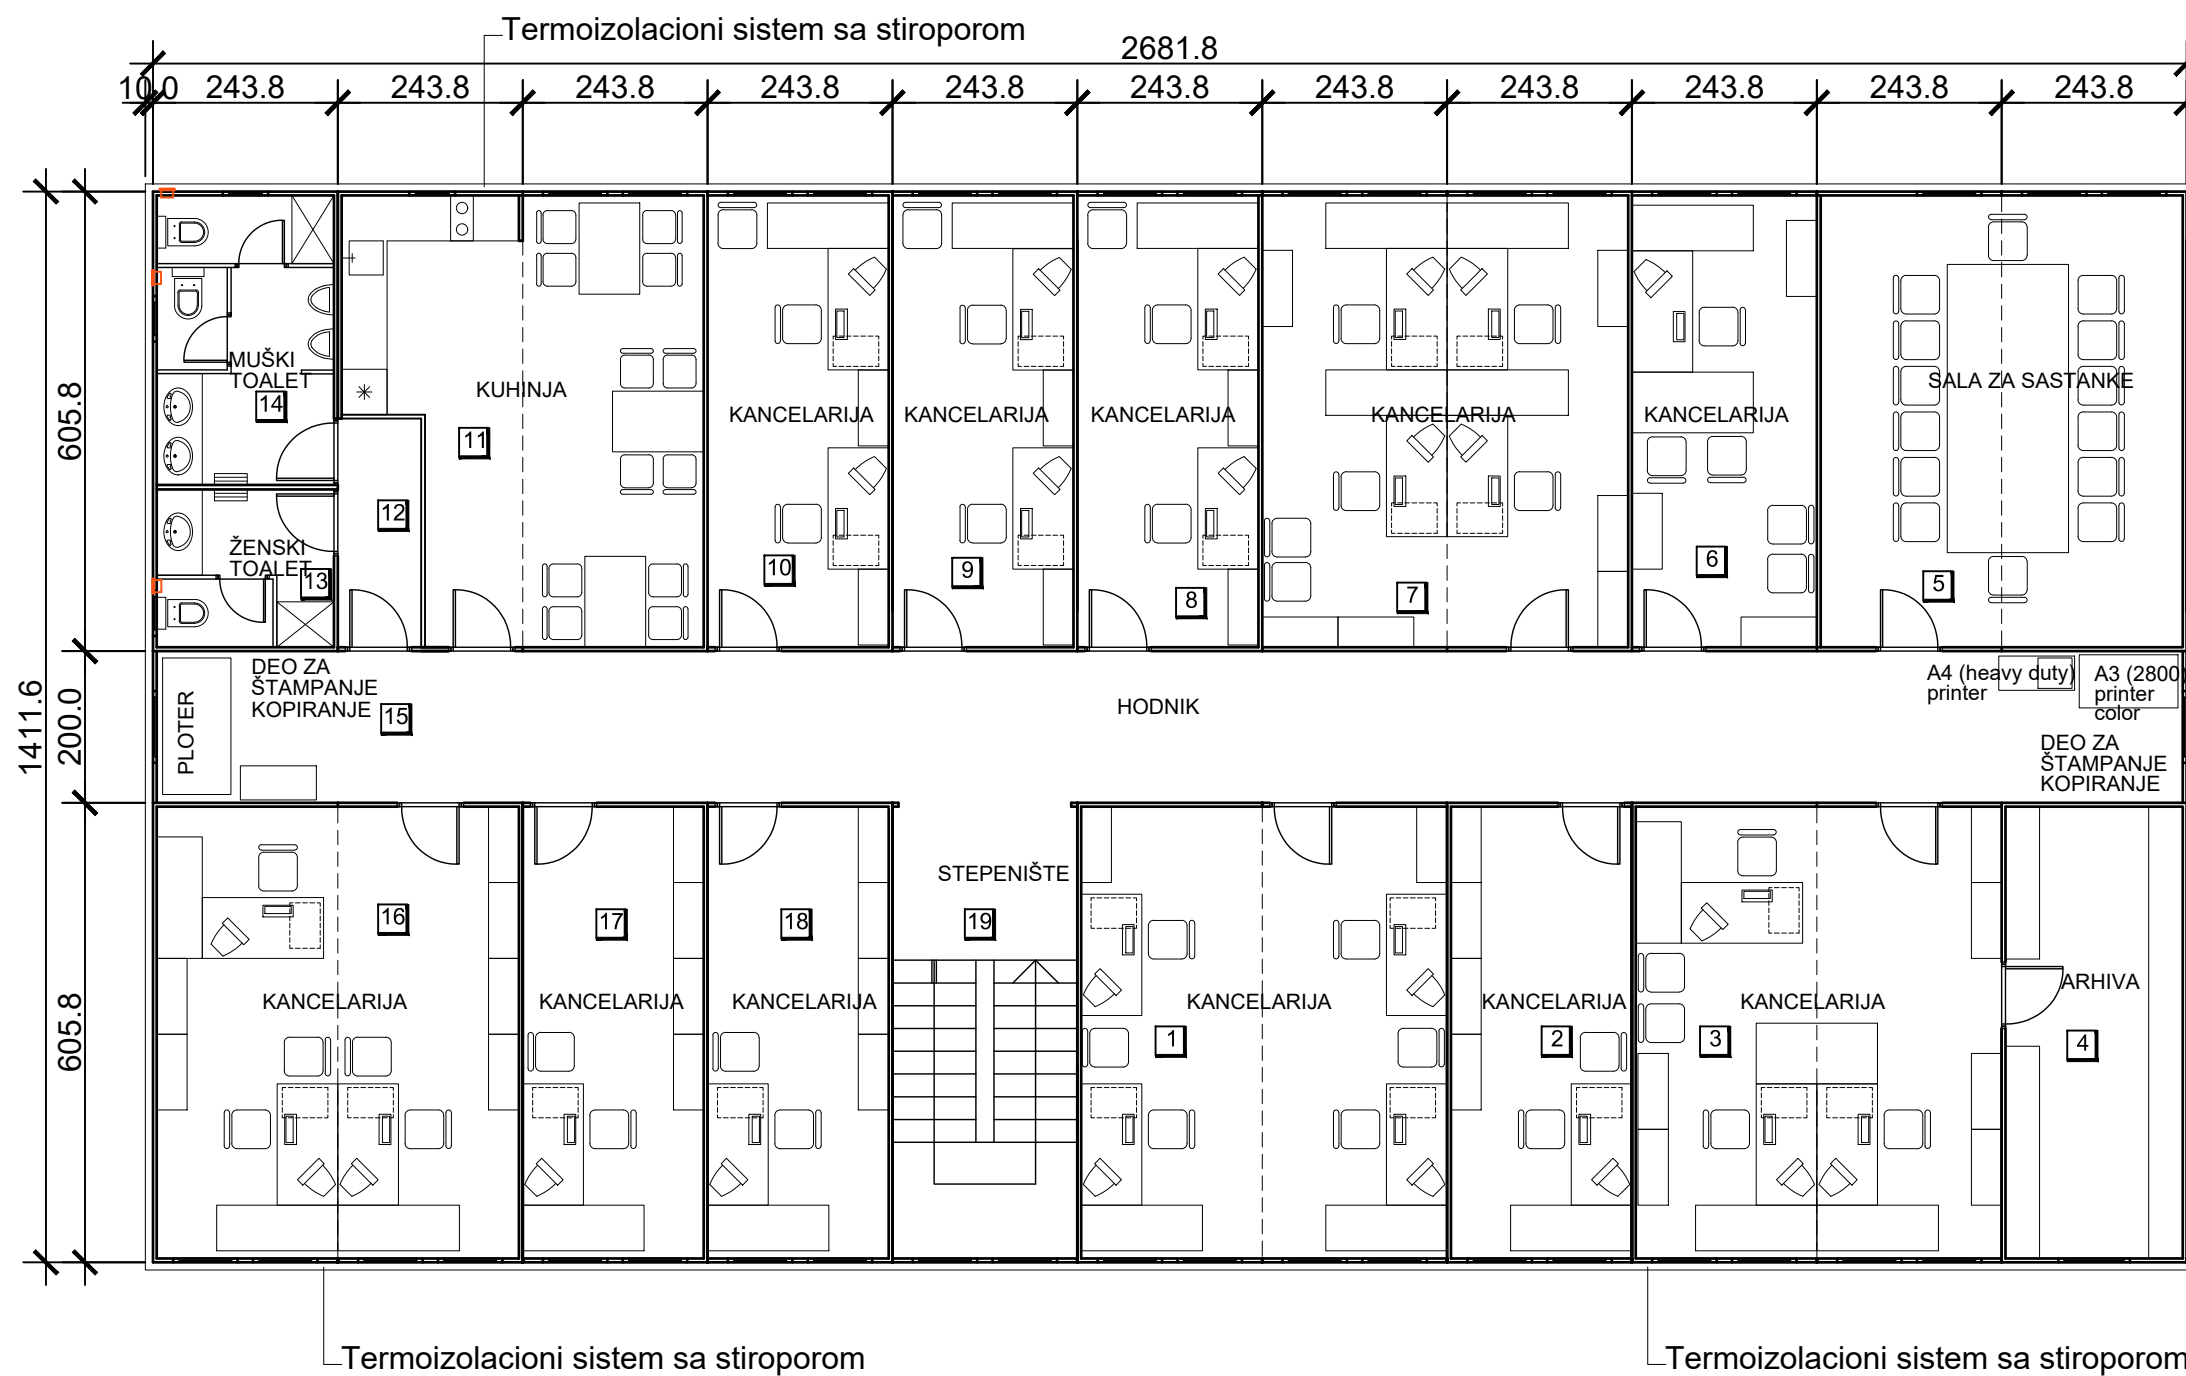 Termoizolacioni sistem sa stiroporom
2681.8
10.0 243.8 243.8 243.8 243.8 243.8 243.8 243.8 243.8 243.8 243.8 243.8
1411.6
605.8
200.0
605.8
MUŠKI
TOALET
14
ŽENSKI
TOALET
13
12
KUHINJA
11
KANCELARIJA
10
KANCELARIJA
9
KANCELARIJA
8
KANCELARIJA
7
KANCELARIJA
6
SALA ZA SASTANKE
5
PLOTER
DEO ZA
ŠTAMPANJE
KOPIRANJE
15
HODNIK
A4 (heavy duty)
printer
A3 (2800)
printer
color
DEO ZA
ŠTAMPANJE
KOPIRANJE
16
KANCELARIJA
17
KANCELARIJA
18
KANCELARIJA
STEPENIŠTE
19
KANCELARIJA
1
KANCELARIJA
2
KANCELARIJA
3
ARHIVA
4
Termoizolacioni sistem sa stiroporom
Termoizolacioni sistem sa stiroporom